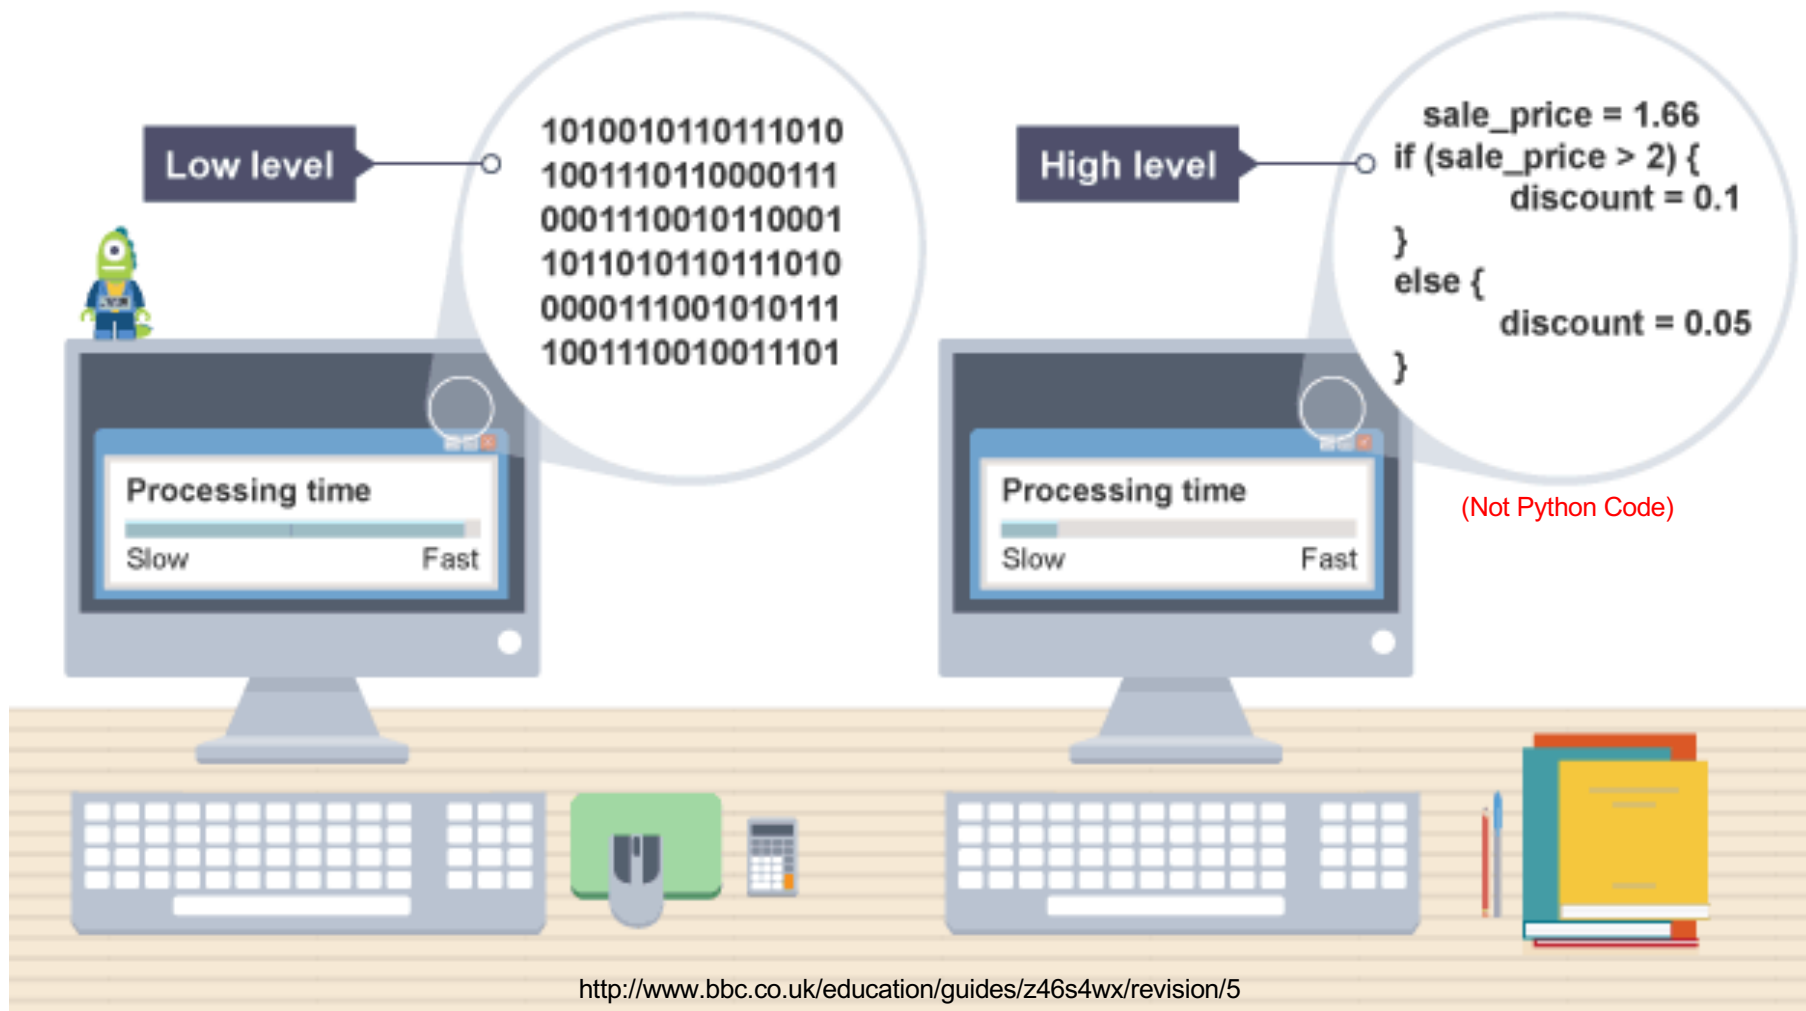 Low level
1010010110111010
1001110110000111
0001110010110001
1011010110111010
0000111001010111
1001110010011101
Processing time
Slow Fast
High level
sale_price = 1.66
if (sale_price > 2) {
discount = 0.1
}
else {
discount = 0.05
}
Processing time
Slow Fast
(Not Python Code)
http://www.bbc.co.uk/education/guides/z46s4wx/revision/5